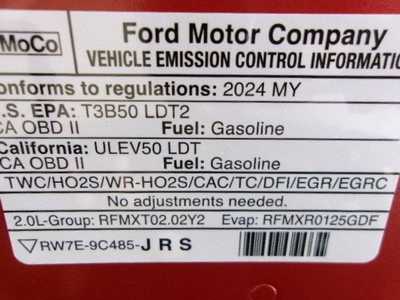 MoCo
Ford Motor Company
VEHICLE EMISSION CONTROL INFORMATIO
onforms to regulations: 2024 MY
.S. EPA: T3B50 LDT2
CA OBD II Fuel: Gasoline
California: ULEV50 LDT
CA OBD II Fuel: Gasoline
TWC/HO2S/WR-HO2S/CAC/TC/DFI/EGR/EGRC
No adjustments needed.
2.0L-Group: RFMXT02.02Y2 Evap: RFMXR0125GDF
RW7E-9C485-JRS